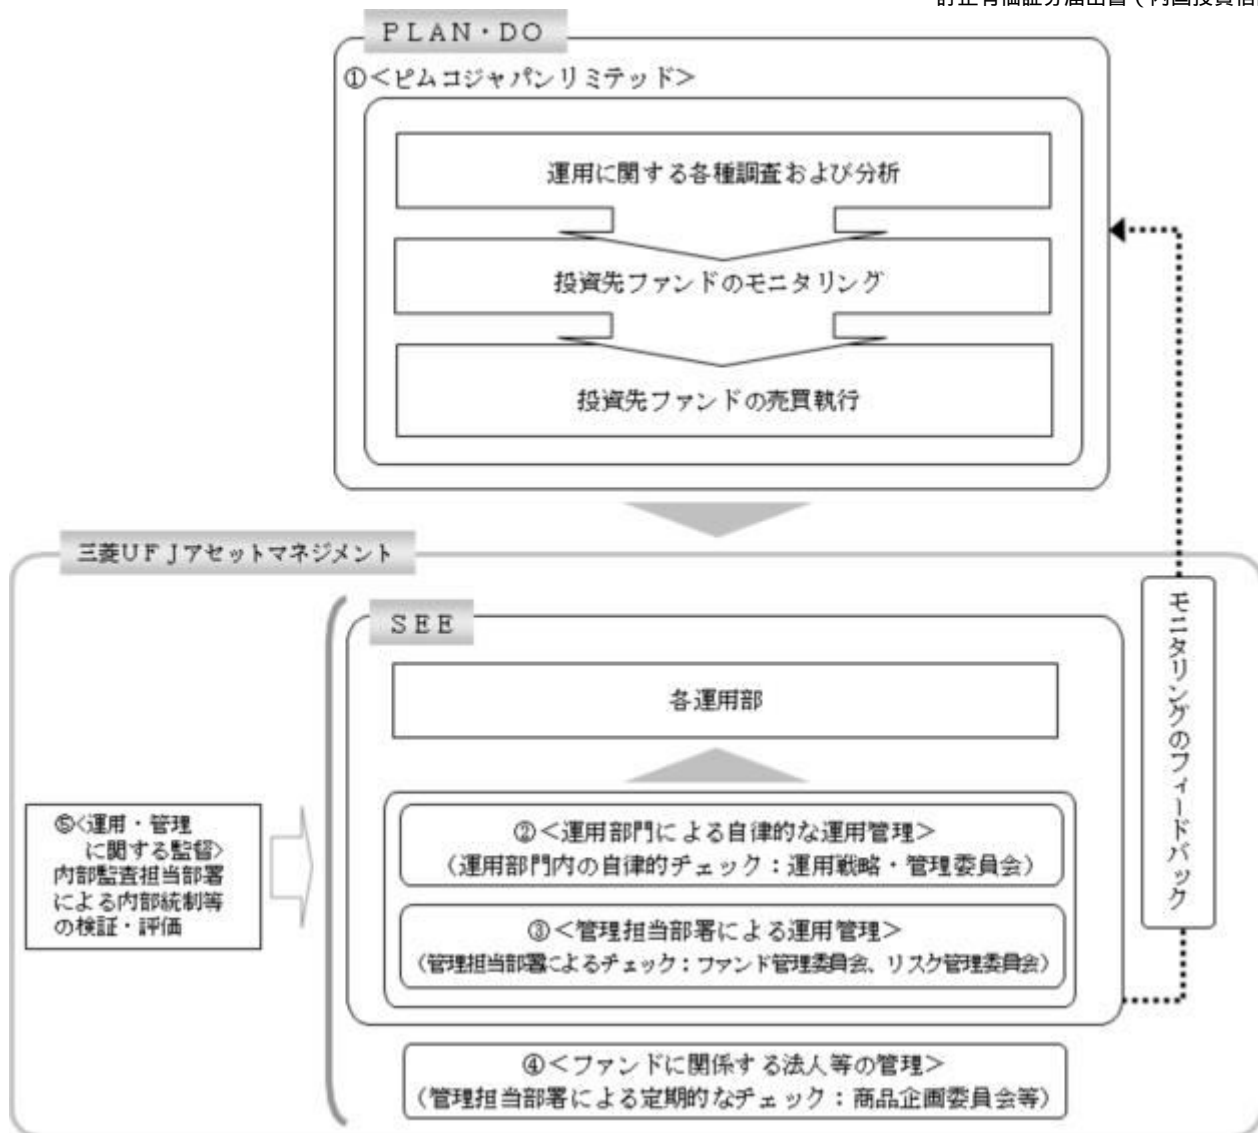 ＰＬＡＮ・ＤＯ
①＜ピムコジャパンリミテッド＞
運用に関する各種調査および分析
投資先ファンドのモニタリング
投資先ファンドの売買執行
三菱ＵＦＪアセットマネジメント
ＳＥＥ
各運用部
②＜運用部門による自律的な運用管理＞
（運用部門内の自律的チェック：運用戦略・管理委員会）
③＜管理担当部署による運用管理＞
（管理担当部署によるチェック：ファンド管理委員会、リスク管理委員会）
④＜ファンドに関係する法人等の管理＞
（管理担当部署による定期的なチェック：商品企画委員会等）
⑤＜運用・管理
に関する監督＞
内部監査担当部署
による内部統制等
の検証・評価
モニタリングのフィードバック